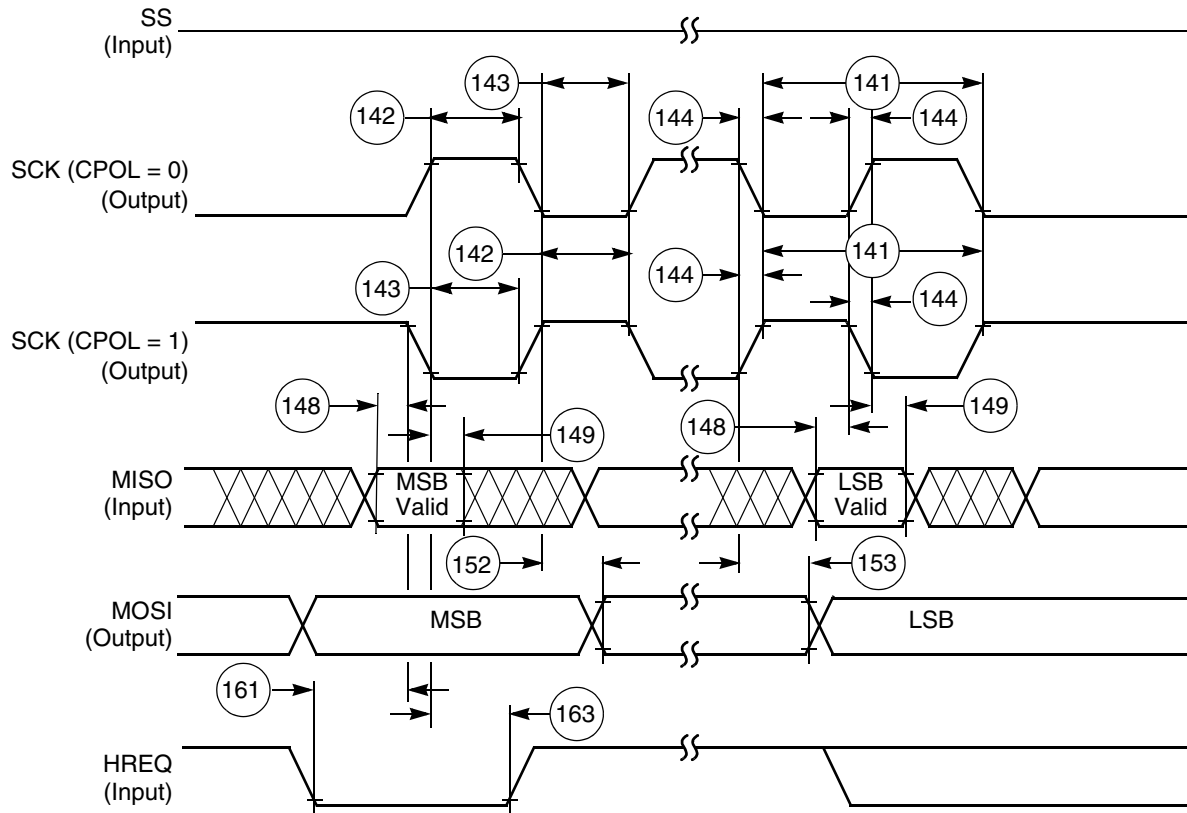 SS
(Input)
143
141
142
144
144
SCK (CPOL = 0)
(Output)
142
141
143
144
144
SCK (CPOL = 1)
(Output)
148
149
148
149
MISO
(Input)
MSB
Valid
LSB
Valid
152
153
MOSI
(Output)
MSB
LSB
161
163
HREQ
(Input)